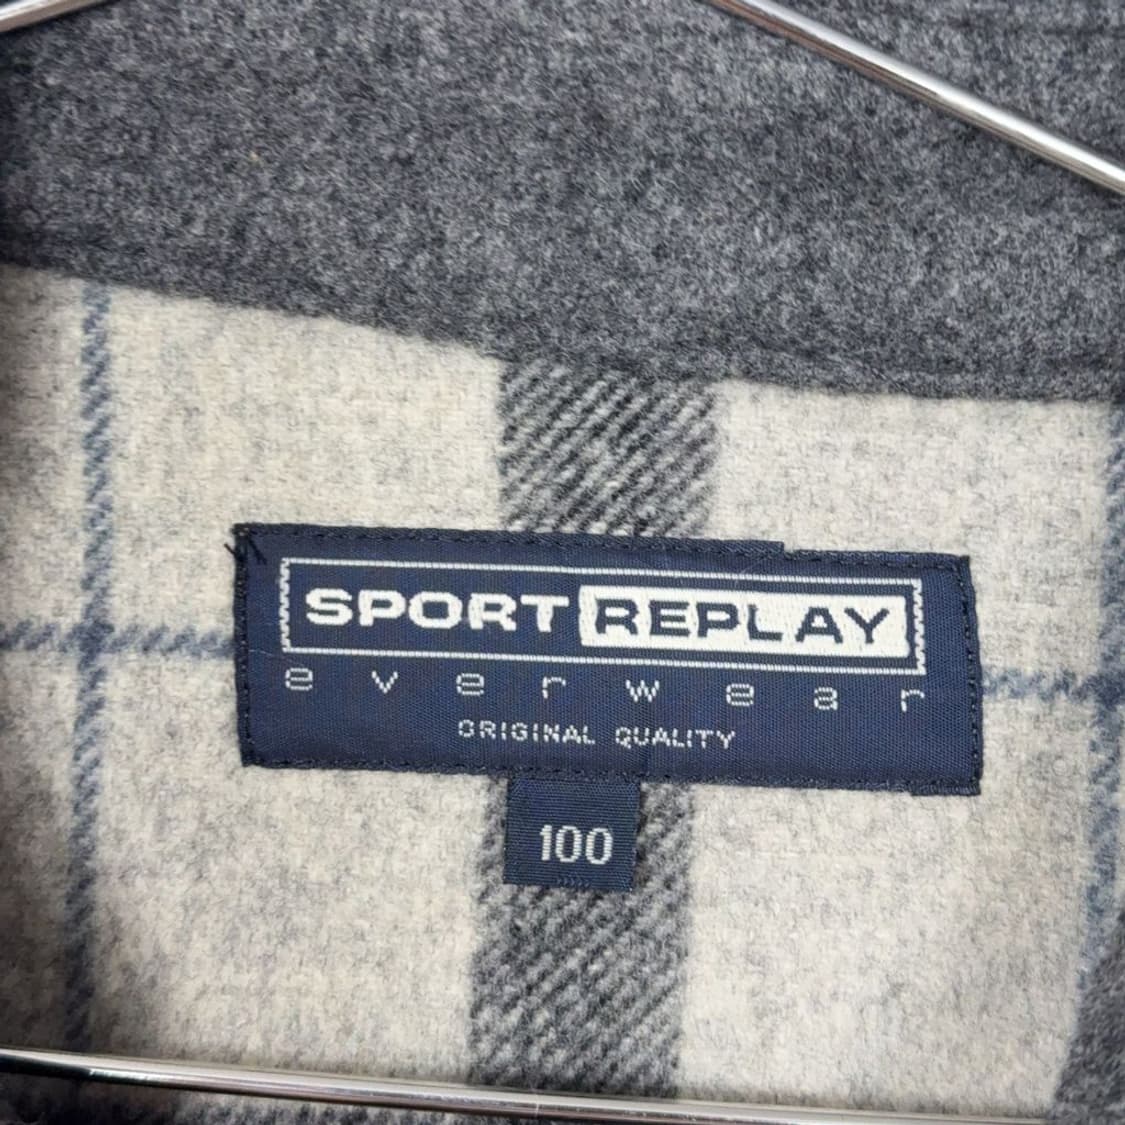 SPORT REPLAY
everwear
ORIGINAL QUALITY
100